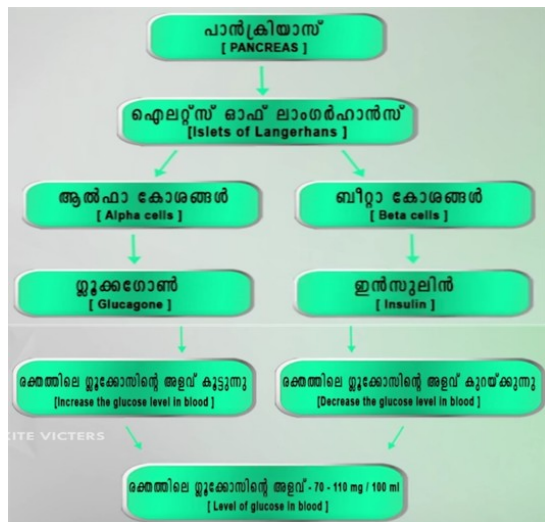 പാൻക്രിയാസ്
[ PANCREAS ]
ഐലറ്റ്സ് ഓഫ് ലാംഗർഹാൻസ്
[Islets of Langerhans ]
ആൽഫാ കോശങ്ങൾ
[ Alpha cells ]
ബീറ്റാ കോശങ്ങൾ
[ Beta cells ]
ഗ്ലൂക്കഗോൺ
[ Glucagone ]
ഇൻസുലിൻ
[ Insulin ]
രക്തത്തിലെ ഗ്ലൂക്കോസിന്റെ അളവ് കൂട്ടുന്നു
[Increase the glucose level in blood ]
രക്തത്തിലെ ഗ്ലൂക്കോസിന്റെ അളവ് കുറയ്ക്കുന്നു
[Decrease the glucose level in blood ]
KITE VICTERS
രക്തത്തിലെ ഗ്ലൂക്കോസിന്റെ അളവ് - 70 - 110 mg / 100 ml
[ Level of glucose in blood ]